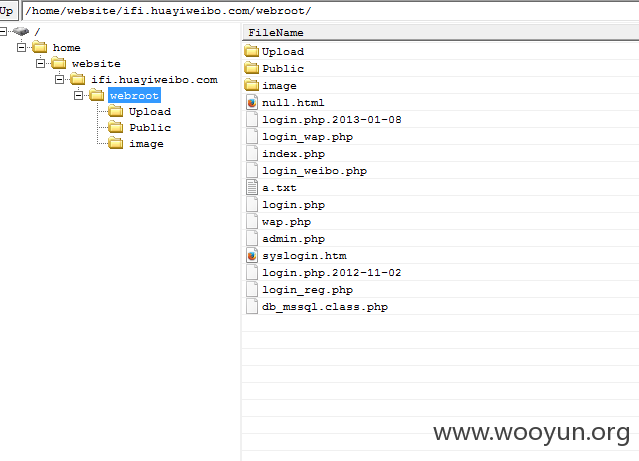 Up /home/website/ifi.huayiweibo.com/webroot/
/
home
website
ifi.huayiweibo.com
webroot
Upload
Public
image
FileName
Upload
Public
image
null.html
login.php.2013-01-08
login_wap.php
index.php
login_weibo.php
a.txt
login.php
wap.php
admin.php
syslogin.htm
login.php.2012-11-02
login_reg.php
db_mssql.class.php
www.wooyun.org